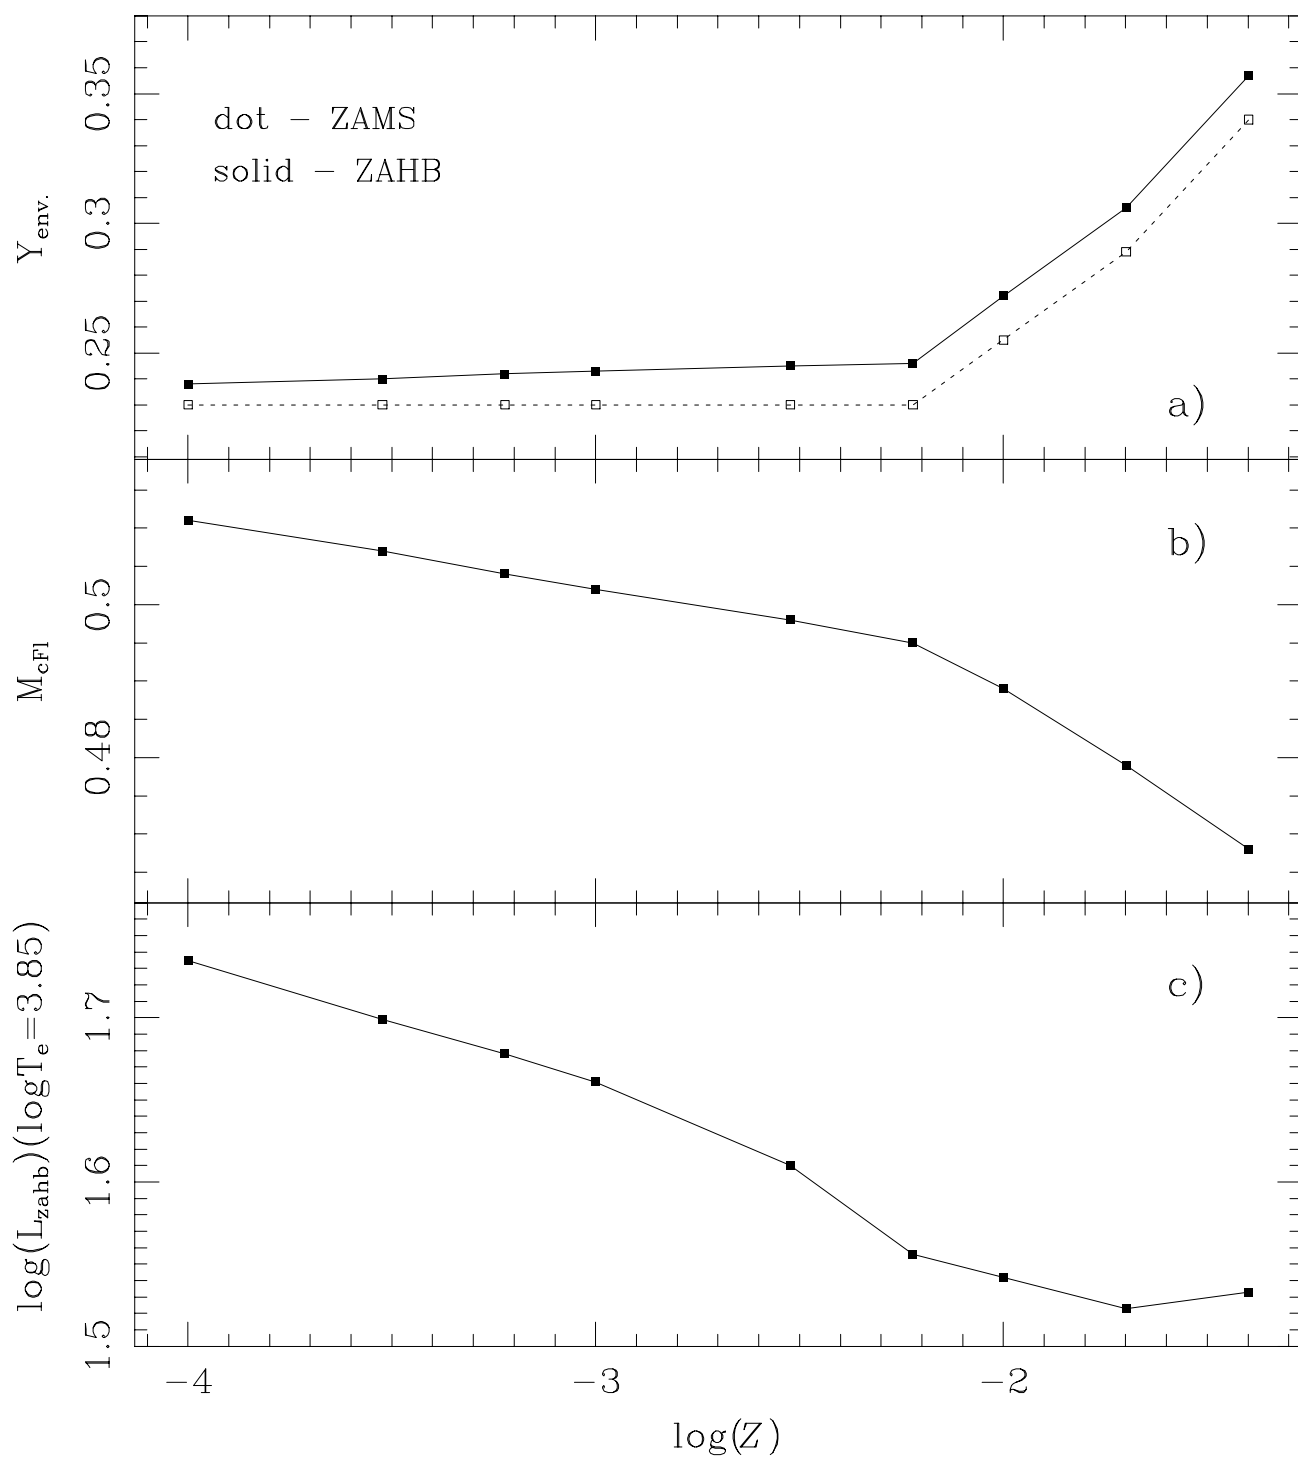 0.35
dot – ZAMS
solid – ZAHB
0.3
Y_env.
0.25
a)
b)
0.5
M_cFl
0.48
c)
1.7
log(L_zahb)(logT_e=3.85)
1.6
1.5
−4 −3 −2
log(Z)